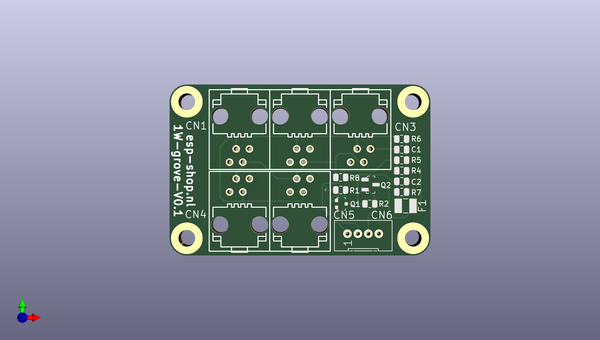 CN1
CN3
esp-shop.nl
1W-grove-V0.1
R6
C1
R5
R4
C2
R7
F1
R8
Q2
R1
Q1
R2
CN4
CN5
CN6
1